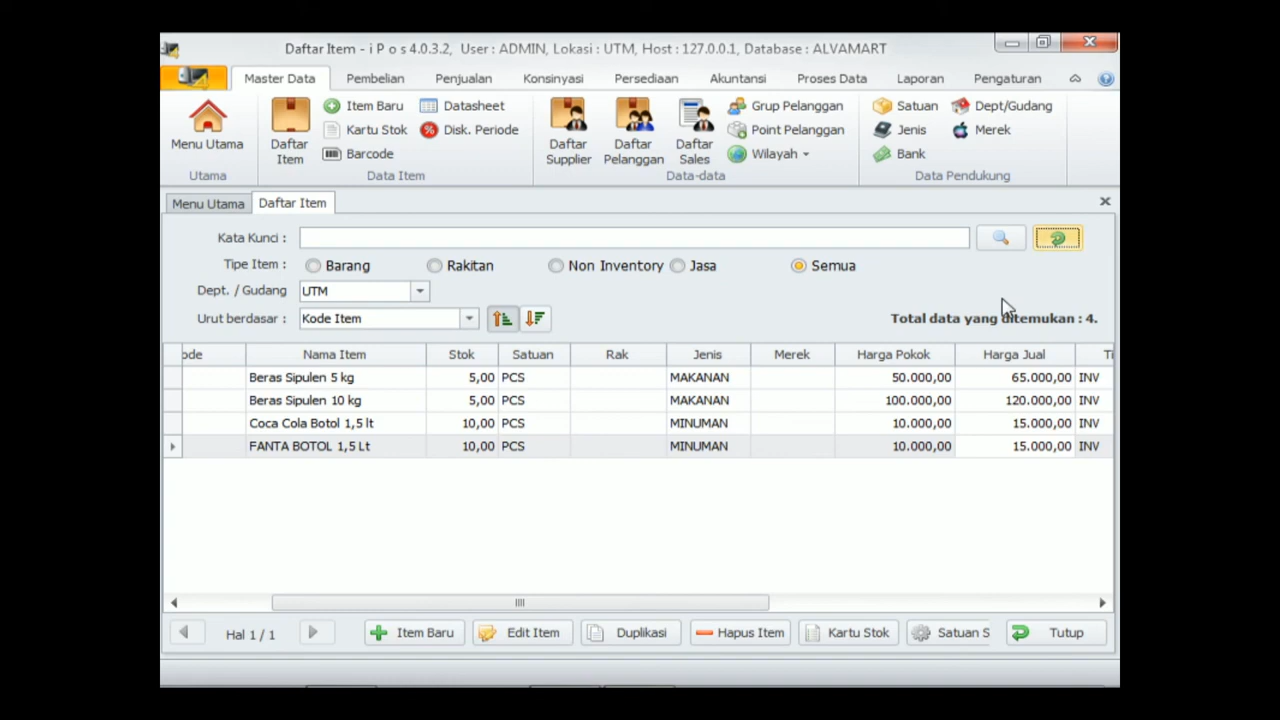 Daftar Item - i P o s 4.0.3.2, User : ADMIN, Lokasi : UTM, Host : 127.0.0.1, Database : ALVAMART
Master Data Pembelian Penjualan Konsinyasi Persediaan Akuntansi Proses Data Laporan Pengaturan
Menu Utama
Utama
Daftar Item
Item Baru
Kartu Stok
Barcode
Datasheet
Disk. Periode
Data Item
Daftar Supplier
Daftar Pelanggan
Daftar Sales
Grup Pelanggan
Point Pelanggan
Wilayah
Data-data
Satuan
Jenis
Bank
Dept/Gudang
Merek
Data Pendukung
Menu Utama Daftar Item
Kata Kunci :
Tipe Item : Barang Rakitan Non Inventory Jasa Semua
Dept. / Gudang UTM
Urut berdasar : Kode Item
Total data yang ditemukan : 4.
ode Nama Item Stok Satuan Rak Jenis Merek Harga Pokok Harga Jual Ti
Beras Sipulen 5 kg 5,00 PCS MAKANAN 50.000,00 65.000,00 INV
Beras Sipulen 10 kg 5,00 PCS MAKANAN 100.000,00 120.000,00 INV
Coca Cola Botol 1,5 lt 10,00 PCS MINUMAN 10.000,00 15.000,00 INV
FANTA BOTOL 1,5 Lt 10,00 PCS MINUMAN 10.000,00 15.000,00 INV
Hal 1 / 1 Item Baru Edit Item Duplikasi Hapus Item Kartu Stok Satuan S Tutup